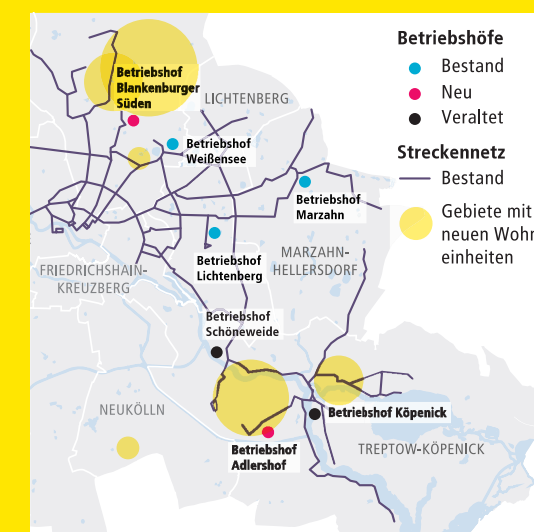 Betriebshöfe
Bestand
Neu
Veraltet
Streckennetz
Bestand
Gebiete mit
neuen Wohn
einheiten
Betriebshof
Blankenburger
Süden
LICHTENBERG
Betriebshof
Weißensee
Betriebshof
Marzahn
Betriebshof
Lichtenberg
MARZAHN-
HELLERSDORF
FRIEDRICHSHAIN-
KREUZBERG
Betriebshof
Schöneweide
NEUKÖLLN
Betriebshof Köpenick
Betriebshof
Adlershof
TREPTOW-KÖPENICK